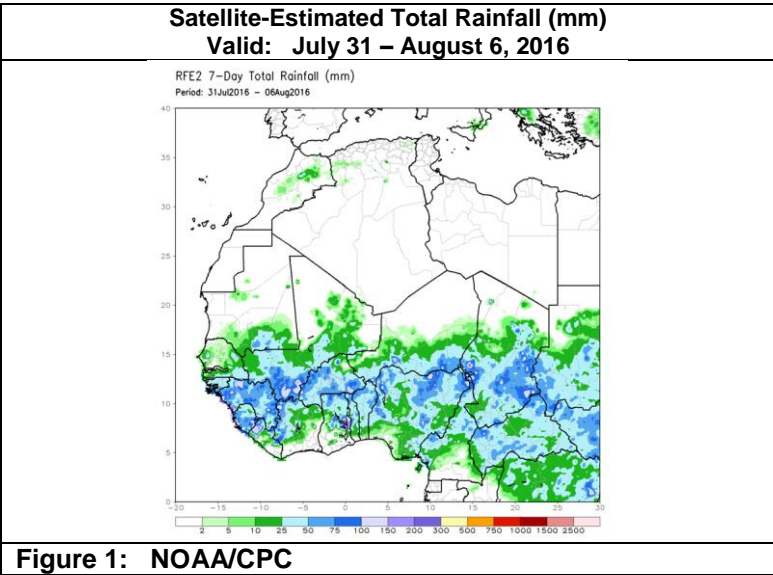 Satellite-Estimated Total Rainfall (mm)
Valid: July 31 – August 6, 2016
RFE2 7-Day Total Rainfall (mm)
Period: 31Jul2016 – 06Aug2016
40
35
30
25
20
15
10
5
0
-20 -15 -10 -5 0 5 10 15 20 25 30
2 5 10 25 50 75 100 150 200 300 500 750 1000 1500 2500
Figure 1: NOAA/CPC